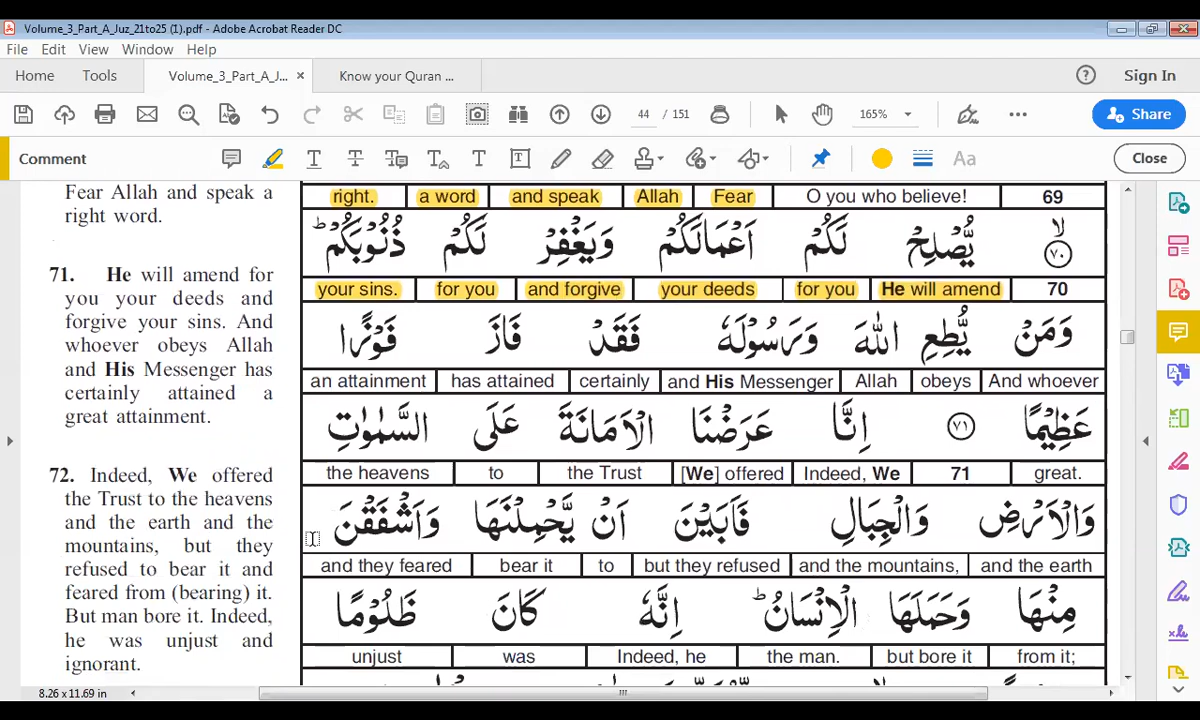 Volume_3_Part_A_Juz_21to25 (1).pdf - Adobe Acrobat Reader DC
File Edit View Window Help
Home Tools Volume_3_Part_A_J... × Know your Quran ... Sign In
44 / 151 165% Share
Comment Close
Fear Allah and speak a
right word.
71. He will amend for
you your deeds and
forgive your sins. And
whoever obeys Allah
and His Messenger has
certainly attained a
great attainment.
72. Indeed, We offered
the Trust to the heavens
and the earth and the
mountains, but they
refused to bear it and
feared from (bearing) it.
But man bore it. Indeed,
he was unjust and
ignorant.
right. a word and speak Allah Fear O you who believe! 69
يُّصْلِحْ لَكُمْ اَعْمَالَكُمْ وَيَغْفِرْ لَكُمْ ذُنُوْبَكُمْ ؕ
your sins. for you and forgive your deeds for you He will amend 70
وَمَنْ يُّطِعِ اللّٰهَ وَرَسُوْلَهٗ فَقَدْ فَازَ فَوْزًا
an attainment has attained certainly and His Messenger Allah obeys And whoever
عَظِيْمًا ٧١ اِنَّا عَرَضْنَا الْاَمَانَةَ عَلَى السَّمٰوٰتِ
the heavens to the Trust [We] offered Indeed, We 71 great.
وَالْاَرْضِ وَالْجِبَالِ فَاَبَيْنَ اَنْ يَّحْمِلْنَهَا وَاَشْفَقْنَ
and they feared bear it to but they refused and the mountains, and the earth
مِنْهَا وَحَمَلَهَا الْاِنْسَانُ ؕ اِنَّهٗ كَانَ ظَلُوْمًا
unjust was Indeed, he the man. but bore it from it;
8.26 x 11.69 in